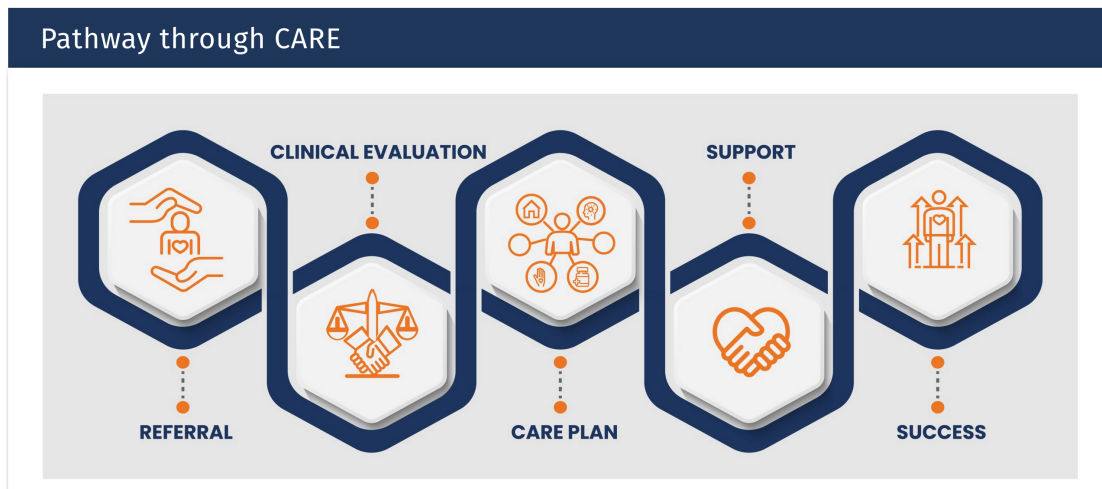 Pathway through CARE
REFERRAL
CLINICAL EVALUATION
CARE PLAN
SUPPORT
SUCCESS